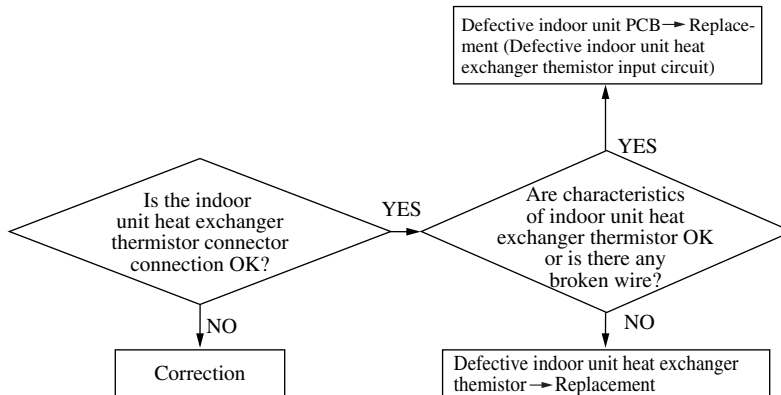 Defective indoor unit PCB → Replace-
ment (Defective indoor unit heat
exchanger themistor input circuit)
YES
Is the indoor
unit heat exchanger
thermistor connector
connection OK?
YES
Are characteristics
of indoor unit heat
exchanger thermistor OK
or is there any
broken wire?
NO
Correction
NO
Defective indoor unit heat exchanger
themistor → Replacement